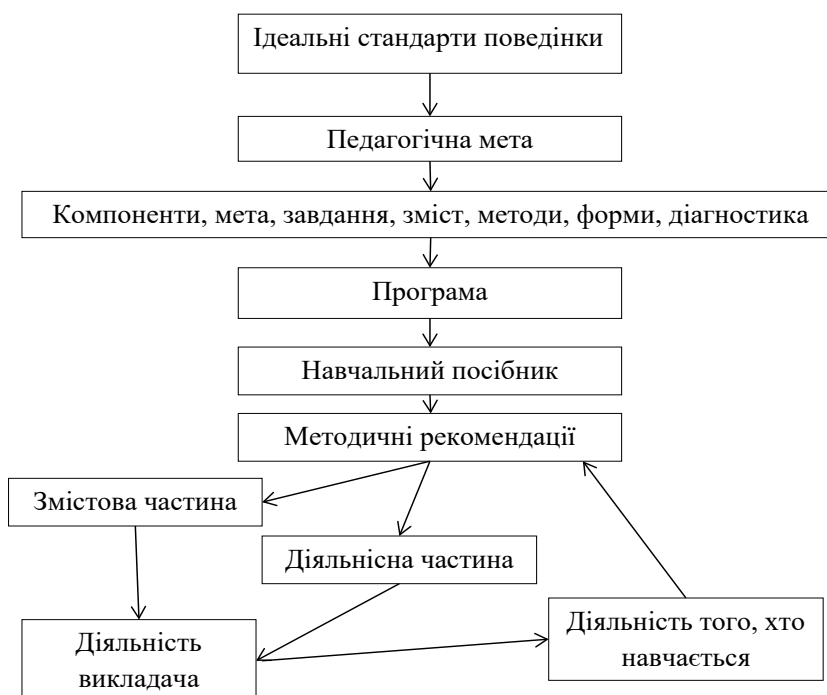 Ідеальні стандарти поведінки
Педагогічна мета
Компоненти, мета, завдання, зміст, методи, форми, діагностика
Програма
Навчальний посібник
Методичні рекомендації
Змістова частина
Діяльнісна частина
Діяльність
викладача
Діяльність того, хто
навчається